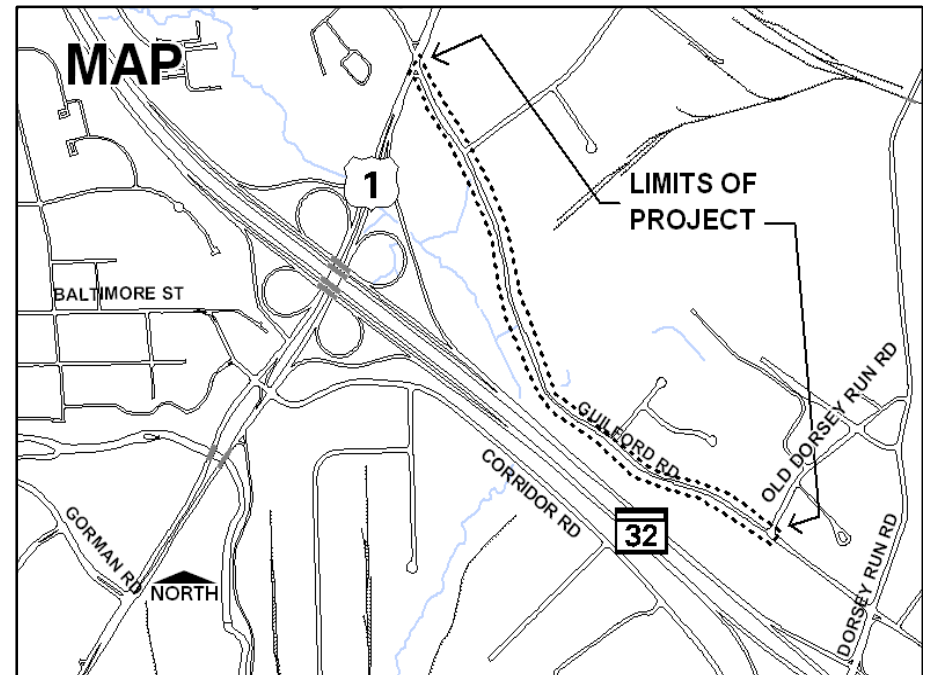 MAP
1
LIMITS OF
PROJECT
BALTIMORE ST
GUILFORD RD
OLD DORSEY RUN RD
CORRIDOR RD
32
GORMAN RD
NORTH
DORSEY RUN RD